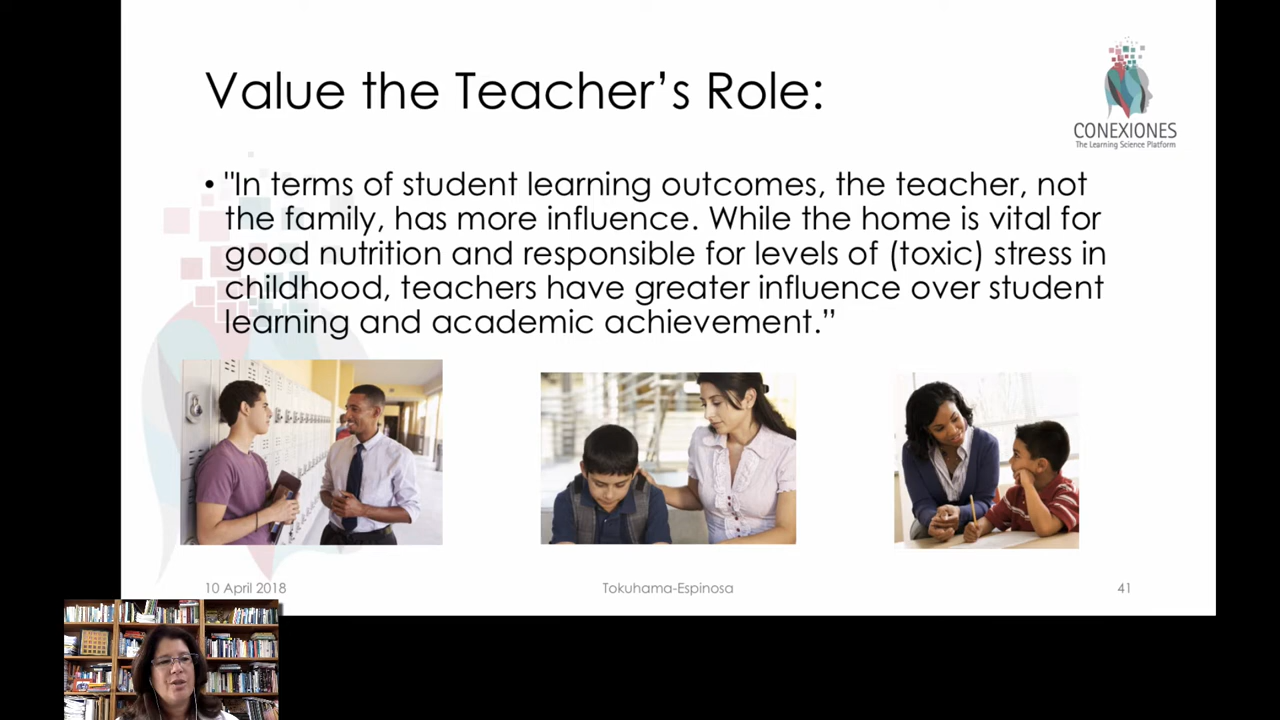 Value the Teacher's Role:
CONEXIONES
The Learning Science Platform
• "In terms of student learning outcomes, the teacher, not
the family, has more influence. While the home is vital for
good nutrition and responsible for levels of (toxic) stress in
childhood, teachers have greater influence over student
learning and academic achievement.”
10 April 2018
Tokuhama-Espinosa
41